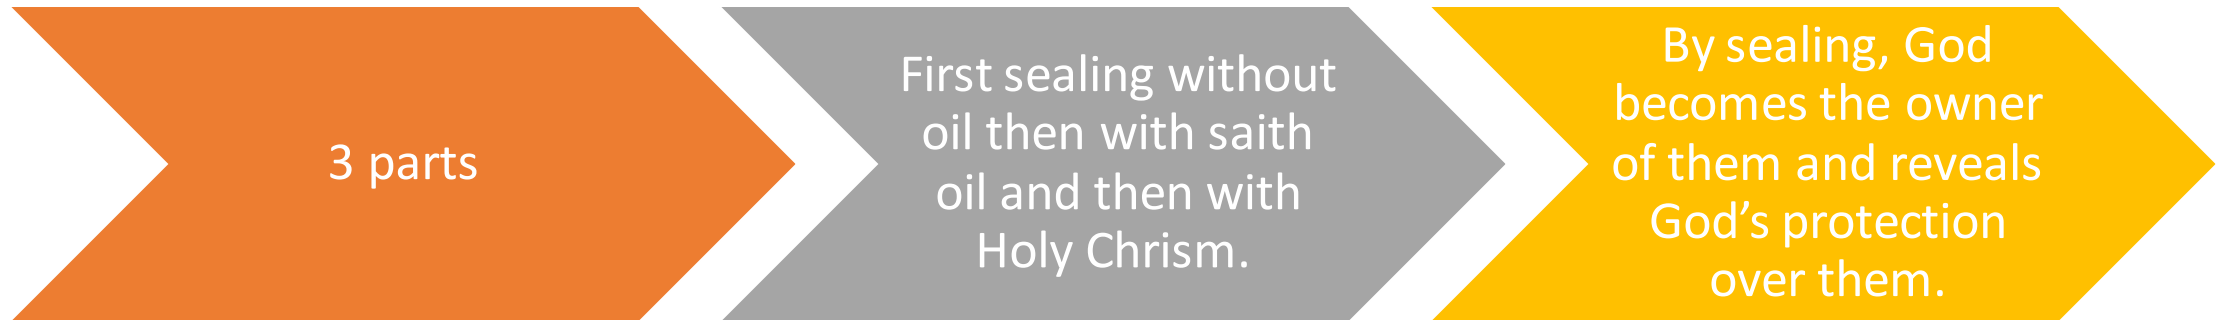 3 parts
First sealing without
oil then with saith
oil and then with
Holy Chrism.
By sealing, God
becomes the owner
of them and reveals
God’s protection
over them.